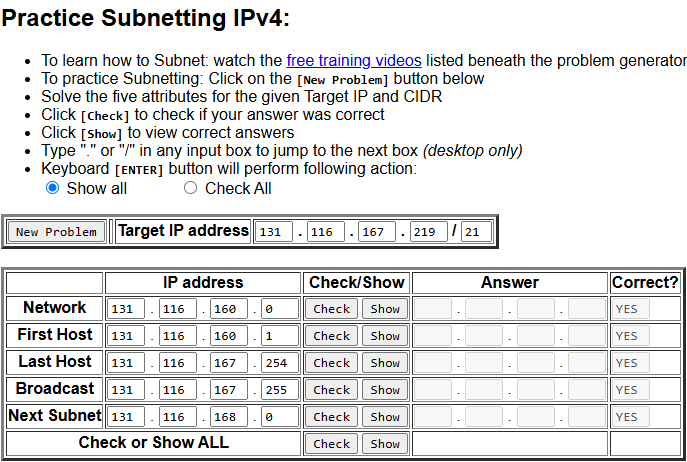 Practice Subnetting IPv4:
To learn how to Subnet: watch the free training videos listed beneath the problem generator
To practice Subnetting: Click on the [New Problem] button below
Solve the five attributes for the given Target IP and CIDR
Click [Check] to check if your answer was correct
Click [Show] to view correct answers
Type "." or "/" in any input box to jump to the next box (desktop only)
Keyboard [ENTER] button will perform following action:
Show all Check All
New Problem Target IP address 131 . 116 . 167 . 219 / 21
IP address Check/Show Answer Correct?
Network 131 . 116 . 160 . 0 Check Show . . . YES
First Host 131 . 116 . 160 . 1 Check Show . . . YES
Last Host 131 . 116 . 167 . 254 Check Show . . . YES
Broadcast 131 . 116 . 167 . 255 Check Show . . . YES
Next Subnet 131 . 116 . 168 . 0 Check Show . . . YES
Check or Show ALL Check Show